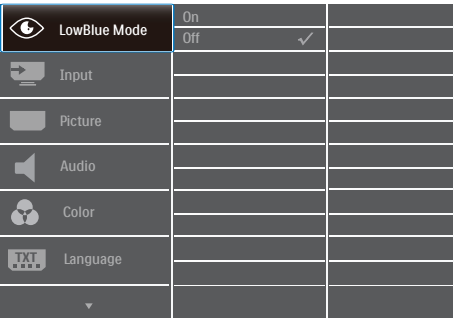 LowBlue Mode
On
Off
Input
Picture
Audio
Color
TXT
Language